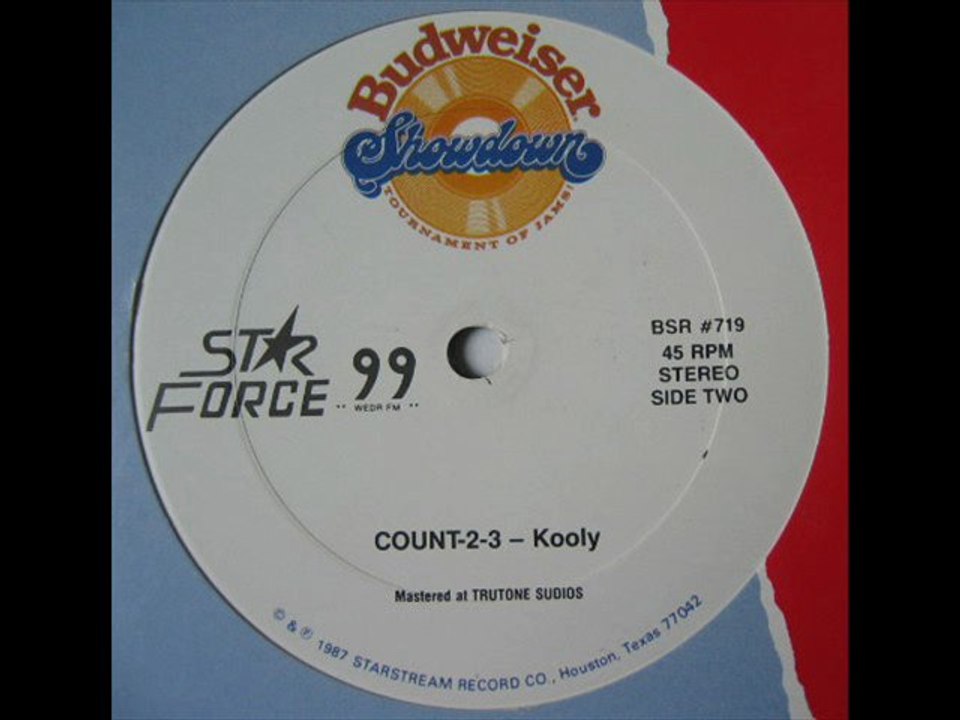 Budweiser
Showdown
TOURNAMENT OF JAMS!
STAR
FORCE
99
WEDR FM
BSR #719
45 RPM
STEREO
SIDE TWO
COUNT-2-3 – Kooly
Mastered at TRUTONE SUDIOS
© & ℗ 1987 STARSTREAM RECORD CO., Houston, Texas 77042